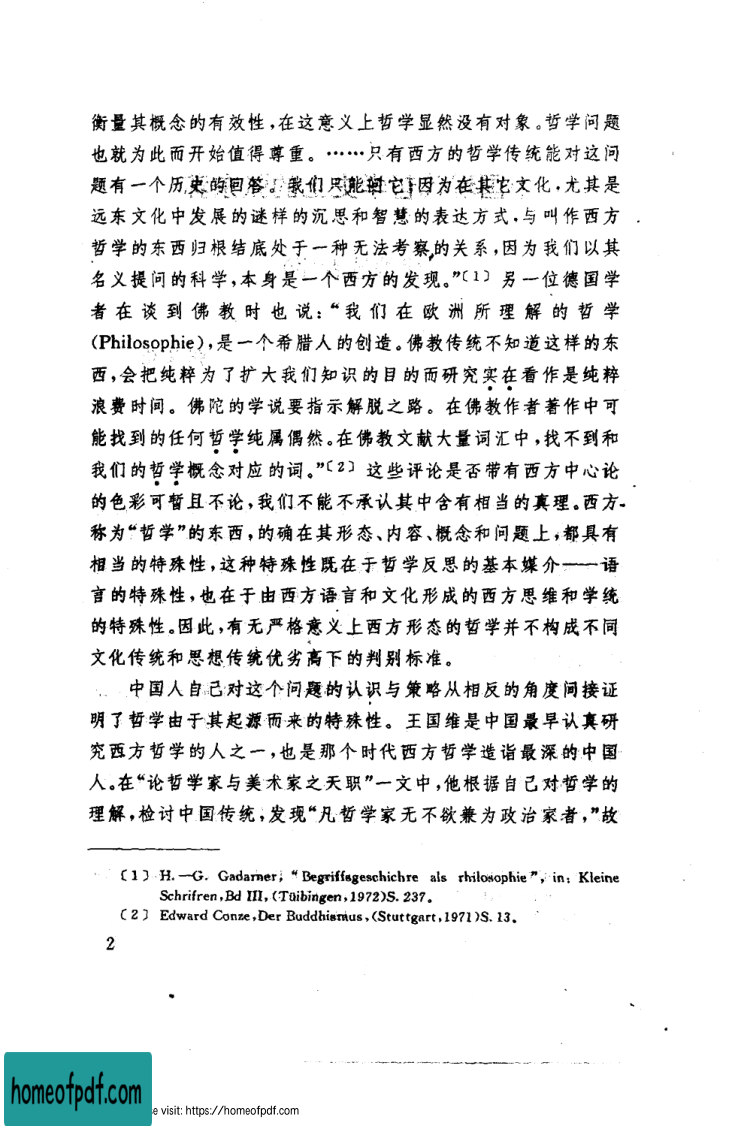 衡量其概念的有效性,在这意义上哲学显然没有对象。哲学问题
也就为此而开始值得尊重。……只有西方的哲学传统能对这问
题有一个历史的回答。我们只能问它,因为在其它文化,尤其是
远东文化中发展的谜样的沉思和智慧的表达方式,与叫作西方
哲学的东西归根结底处于一种无法考察的关系,因为我们以其
名义提问的科学,本身是一个西方的发现。”〔1〕另一位德国学
者在谈到佛教时也说:“我们在欧洲所理解的哲学
(Philosophie),是一个希腊人的创造。佛教传统不知道这样的东
西,会把纯粹为了扩大我们知识的目的而研究实在看作是纯粹
浪费时间。佛陀的学说要指示解脱之路。在佛教作者著作中可
能找到的任何哲学纯属偶然。在佛教文献大量词汇中,找不到和
我们的哲学概念对应的词。”〔2〕这些评论是否带有西方中心论
的色彩可暂且不论,我们不能不承认其中含有相当的真理。西方
称为“哲学”的东西,的确在其形态、内容、概念和问题上,都具有
相当的特殊性,这种特殊性既在于哲学反思的基本媒介——语
言的特殊性,也在于由西方语言和文化形成的西方思维和学统
的特殊性。因此,有无严格意义上西方形态的哲学并不构成不同
文化传统和思想传统优劣高下的判别标准。
中国人自己对这个问题的认识与策略从相反的角度间接证
明了哲学由于其起源而来的特殊性。王国维是中国最早认真研
究西方哲学的人之一,也是那个时代西方哲学造诣最深的中国
人。在“论哲学家与美术家之天职”一文中,他根据自己对哲学的
理解,检讨中国传统,发现“凡哲学家无不欲兼为政治家者,”故
〔1〕 H.—G. Gadarner; “Begriffsgeschichre als rhilosophie”, in: Kleine
Schrifren, Bd III, (Tüibingen, 1972)S. 237.
〔2〕 Edward Conze, Der Buddhismus, (Stuttgart, 1971)S. 13.
2
homeofpdf.com
e visit: https://homeofpdf.com